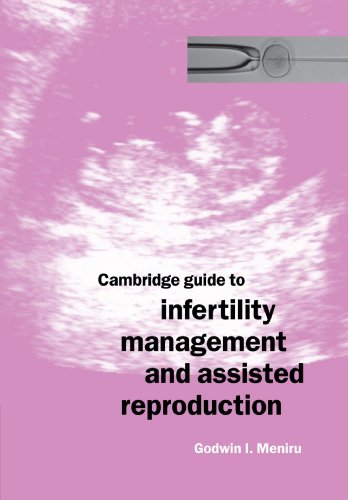 Cambridge guide to
infertility
management
and assisted
reproduction
Godwin I. Meniru